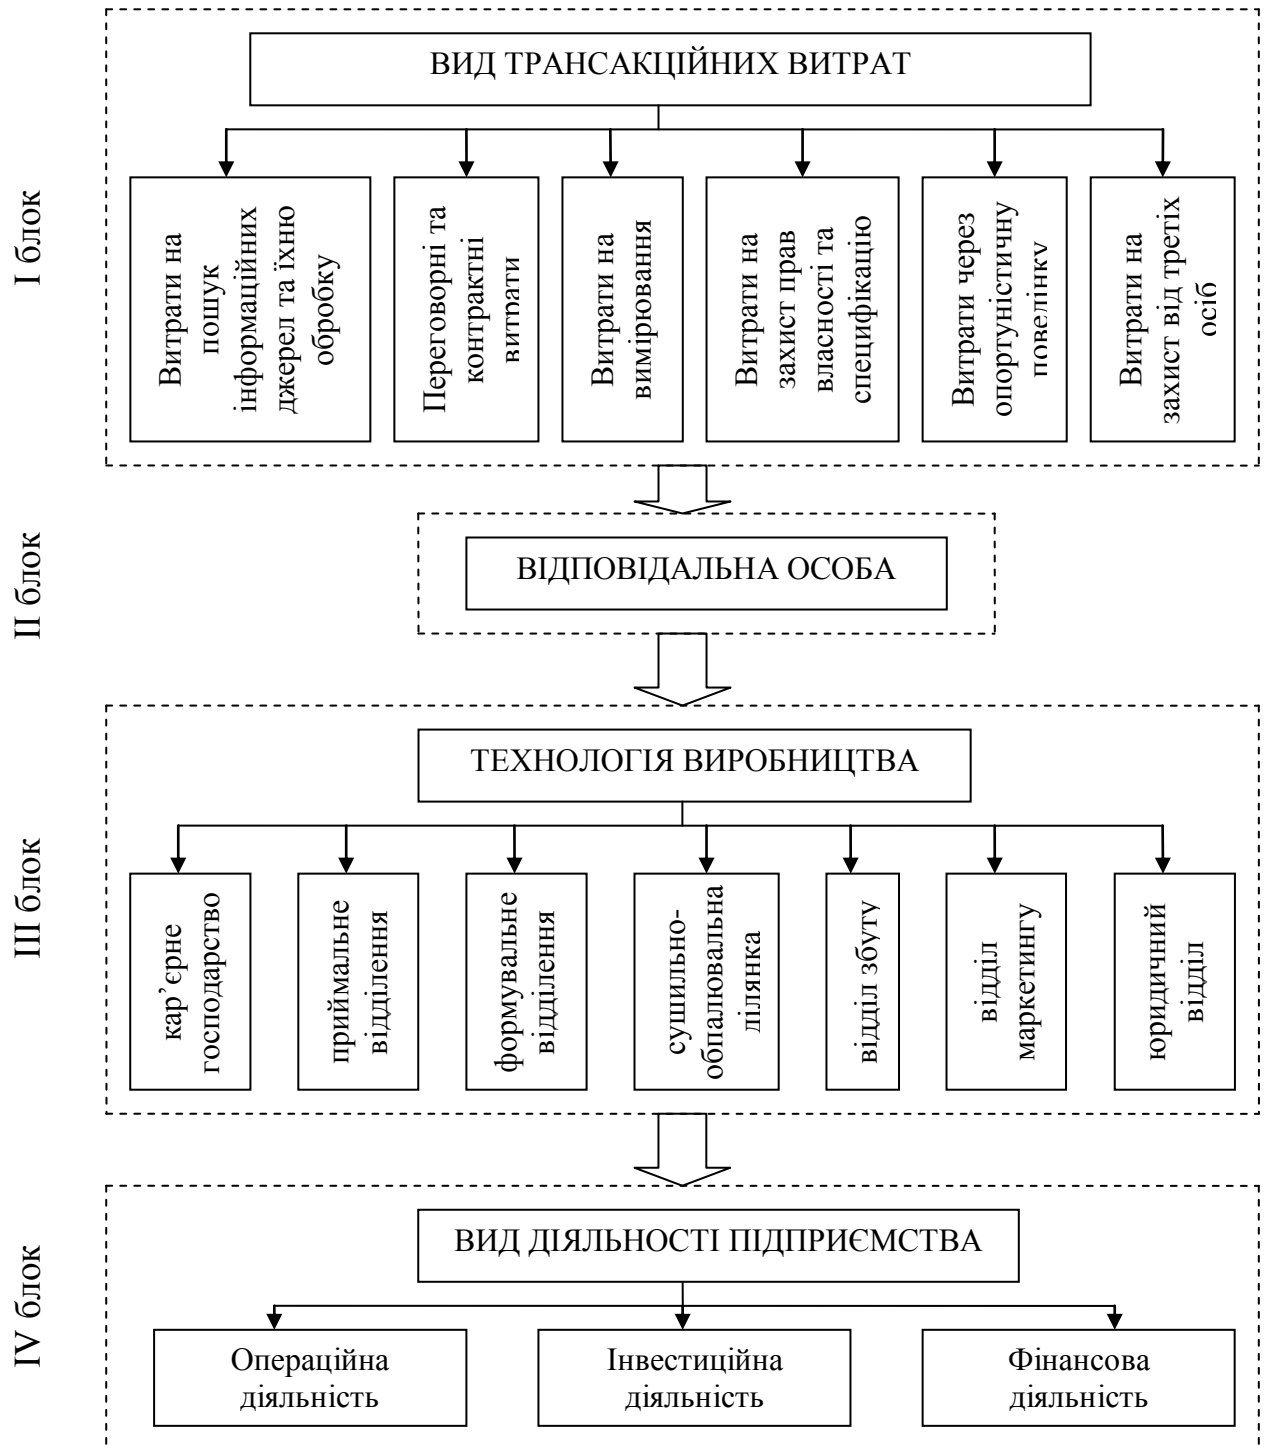 І блок
ВИД ТРАНСАКЦІЙНИХ ВИТРАТ
Витрати на
пошук
інформаційних
джерел та їхню
обробку
Переговорні та
контрактні
витрати
Витрати на
вимірювання
Витрати на
захист прав
власності та
специфікацію
Витрати через
опортуністичну
поведінку
Витрати на
захист від третіх
осіб
ІІ блок
ВІДПОВІДАЛЬНА ОСОБА
ІІІ блок
ТЕХНОЛОГІЯ ВИРОБНИЦТВА
кар’єрне
господарство
приймальне
відділення
формувальне
відділення
сушильно-
обпалювальна
ділянка
відділ збуту
відділ
маркетингу
юридичний
відділ
IV блок
ВИД ДІЯЛЬНОСТІ ПІДПРИЄМСТВА
Операційна
діяльність
Інвестиційна
діяльність
Фінансова
діяльність